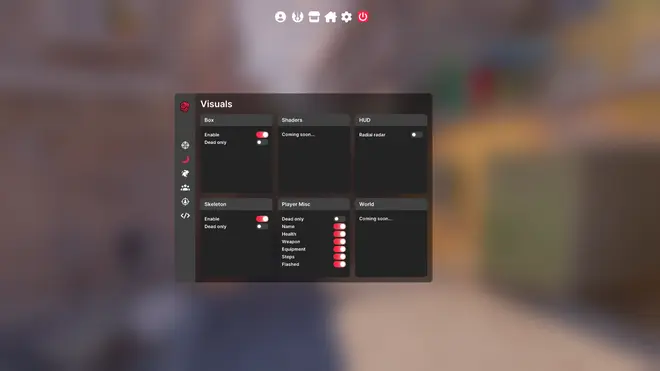 Visuals
Box
Enable
Dead only
Shaders
Coming soon...
HUD
Radial radar
Skeleton
Enable
Dead only
Player Misc
Dead only
Name
Health
Weapon
Equipment
Steps
Flashed
World
Coming soon...